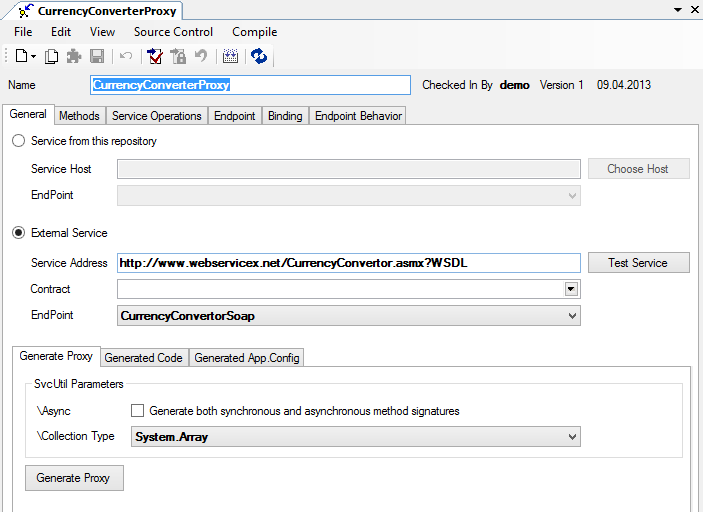 CurrencyConverterProxy
File Edit View Source Control Compile
Name CurrencyConverterProxy Checked In By demo Version 1 09.04.2013
General Methods Service Operations Endpoint Binding Endpoint Behavior
Service from this repository
Service Host Choose Host
EndPoint
External Service
Service Address http://www.webservicex.net/CurrencyConvertor.asmx?WSDL Test Service
Contract
EndPoint CurrencyConvertorSoap
Generate Proxy Generated Code Generated App.Config
SvcUtil Parameters
\Async Generate both synchronous and asynchronous method signatures
\Collection Type System.Array
Generate Proxy